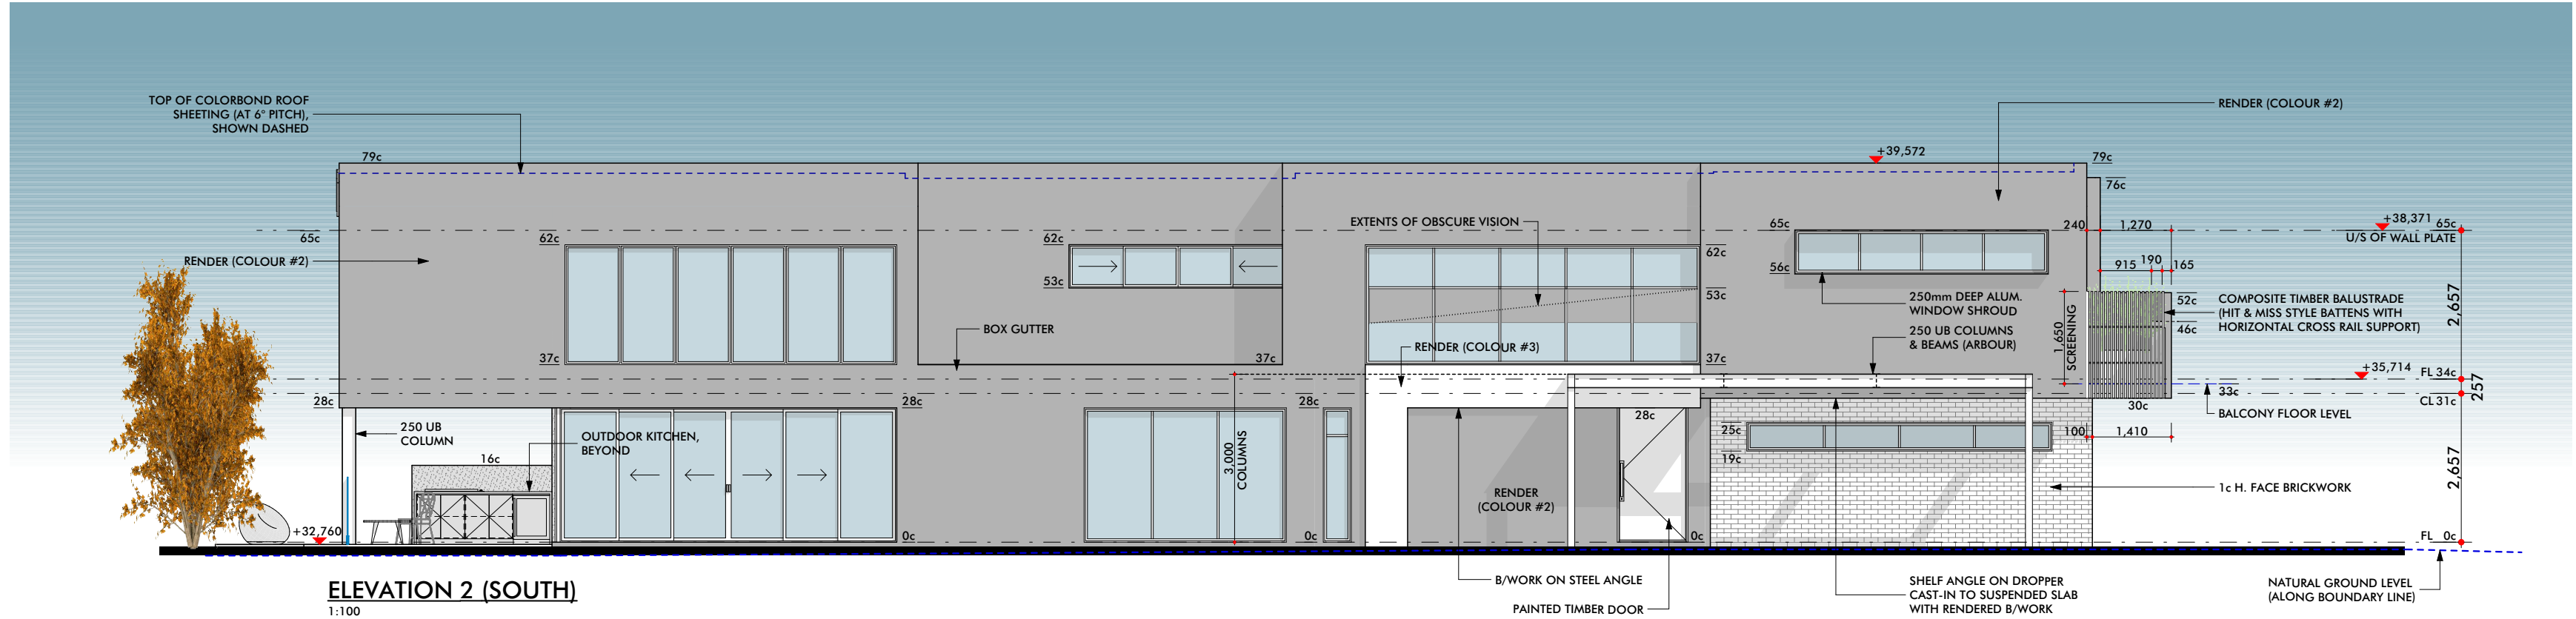 TOP OF COLORBOND ROOF
SHEETING (AT 6° PITCH),
SHOWN DASHED
RENDER (COLOUR #2)
79c
+39,572
79c
76c
EXTENTS OF OBSCURE VISION
65c
62c
62c
62c
65c
240
1,270
+38,371
65c
U/S OF WALL PLATE
RENDER (COLOUR #2)
53c
53c
56c
915
190
165
250mm DEEP ALUM.
WINDOW SHROUD
52c
46c
COMPOSITE TIMBER BALUSTRADE
(HIT & MISS STYLE BATTENS WITH
HORIZONTAL CROSS RAIL SUPPORT)
2,657
BOX GUTTER
250 UB COLUMNS
& BEAMS (ARBOUR)
1,650
SCREENING
RENDER (COLOUR #3)
37c
37c
37c
+35,714
FL 34c
257
33c
28c
28c
28c
28c
30c
CL 31c
BALCONY FLOOR LEVEL
250 UB
COLUMN
OUTDOOR KITCHEN,
BEYOND
25c
100
1,410
16c
3,000
COLUMNS
19c
2,657
RENDER
(COLOUR #2)
1c H. FACE BRICKWORK
+32,760
0c
0c
0c
FL 0c
ELEVATION 2 (SOUTH)
1:100
B/WORK ON STEEL ANGLE
PAINTED TIMBER DOOR
SHELF ANGLE ON DROPPER
CAST-IN TO SUSPENDED SLAB
WITH RENDERED B/WORK
NATURAL GROUND LEVEL
(ALONG BOUNDARY LINE)